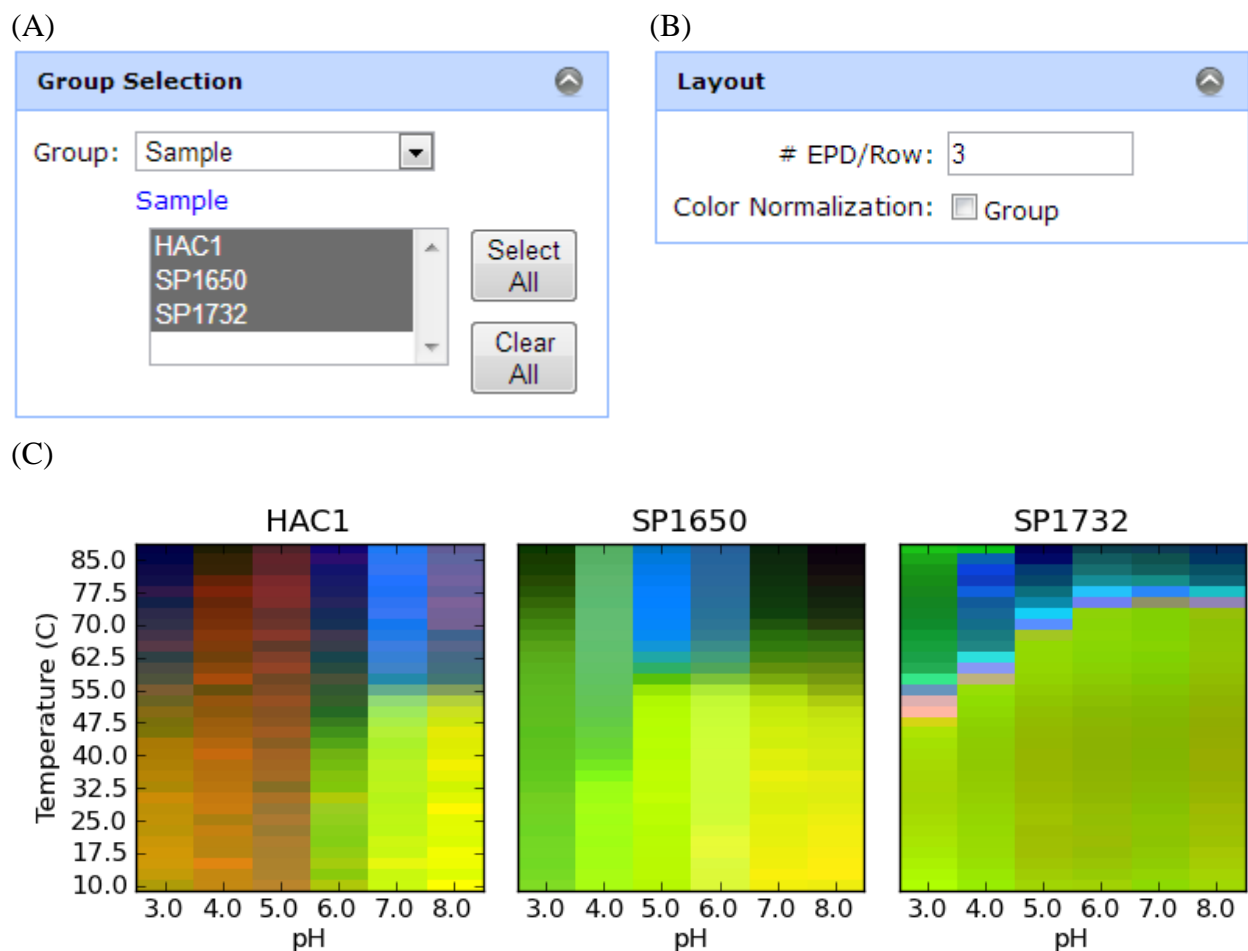 (A)
Group Selection
Group: Sample
Sample
HAC1
SP1650
SP1732
Select
All
Clear
All
(B)
Layout
# EPD/Row: 3
Color Normalization: Group
(C)
HAC1
SP1650
SP1732
Temperature (C)
85.0
77.5
70.0
62.5
55.0
47.5
40.0
32.5
25.0
17.5
10.0
3.0 4.0 5.0 6.0 7.0 8.0
pH
3.0 4.0 5.0 6.0 7.0 8.0
pH
3.0 4.0 5.0 6.0 7.0 8.0
pH